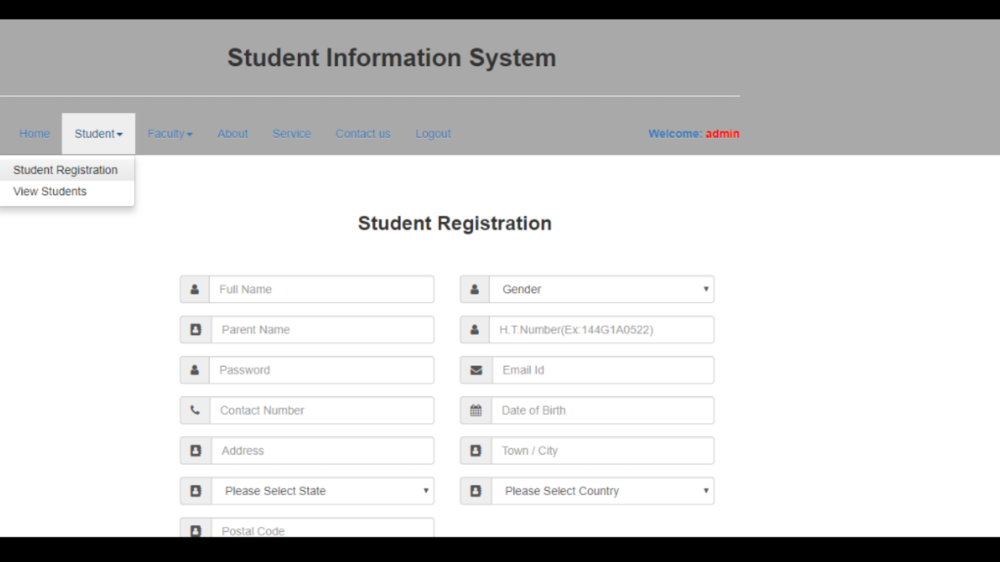 Student Information System
Home Student Faculty About Service Contact us Logout Welcome: admin
Student Registration
View Students
Student Registration
Full Name Gender
Parent Name H.T.Number(Ex:144G1A0522)
Password Email Id
Contact Number Date of Birth
Address Town / City
Please Select State Please Select Country
Postal Code